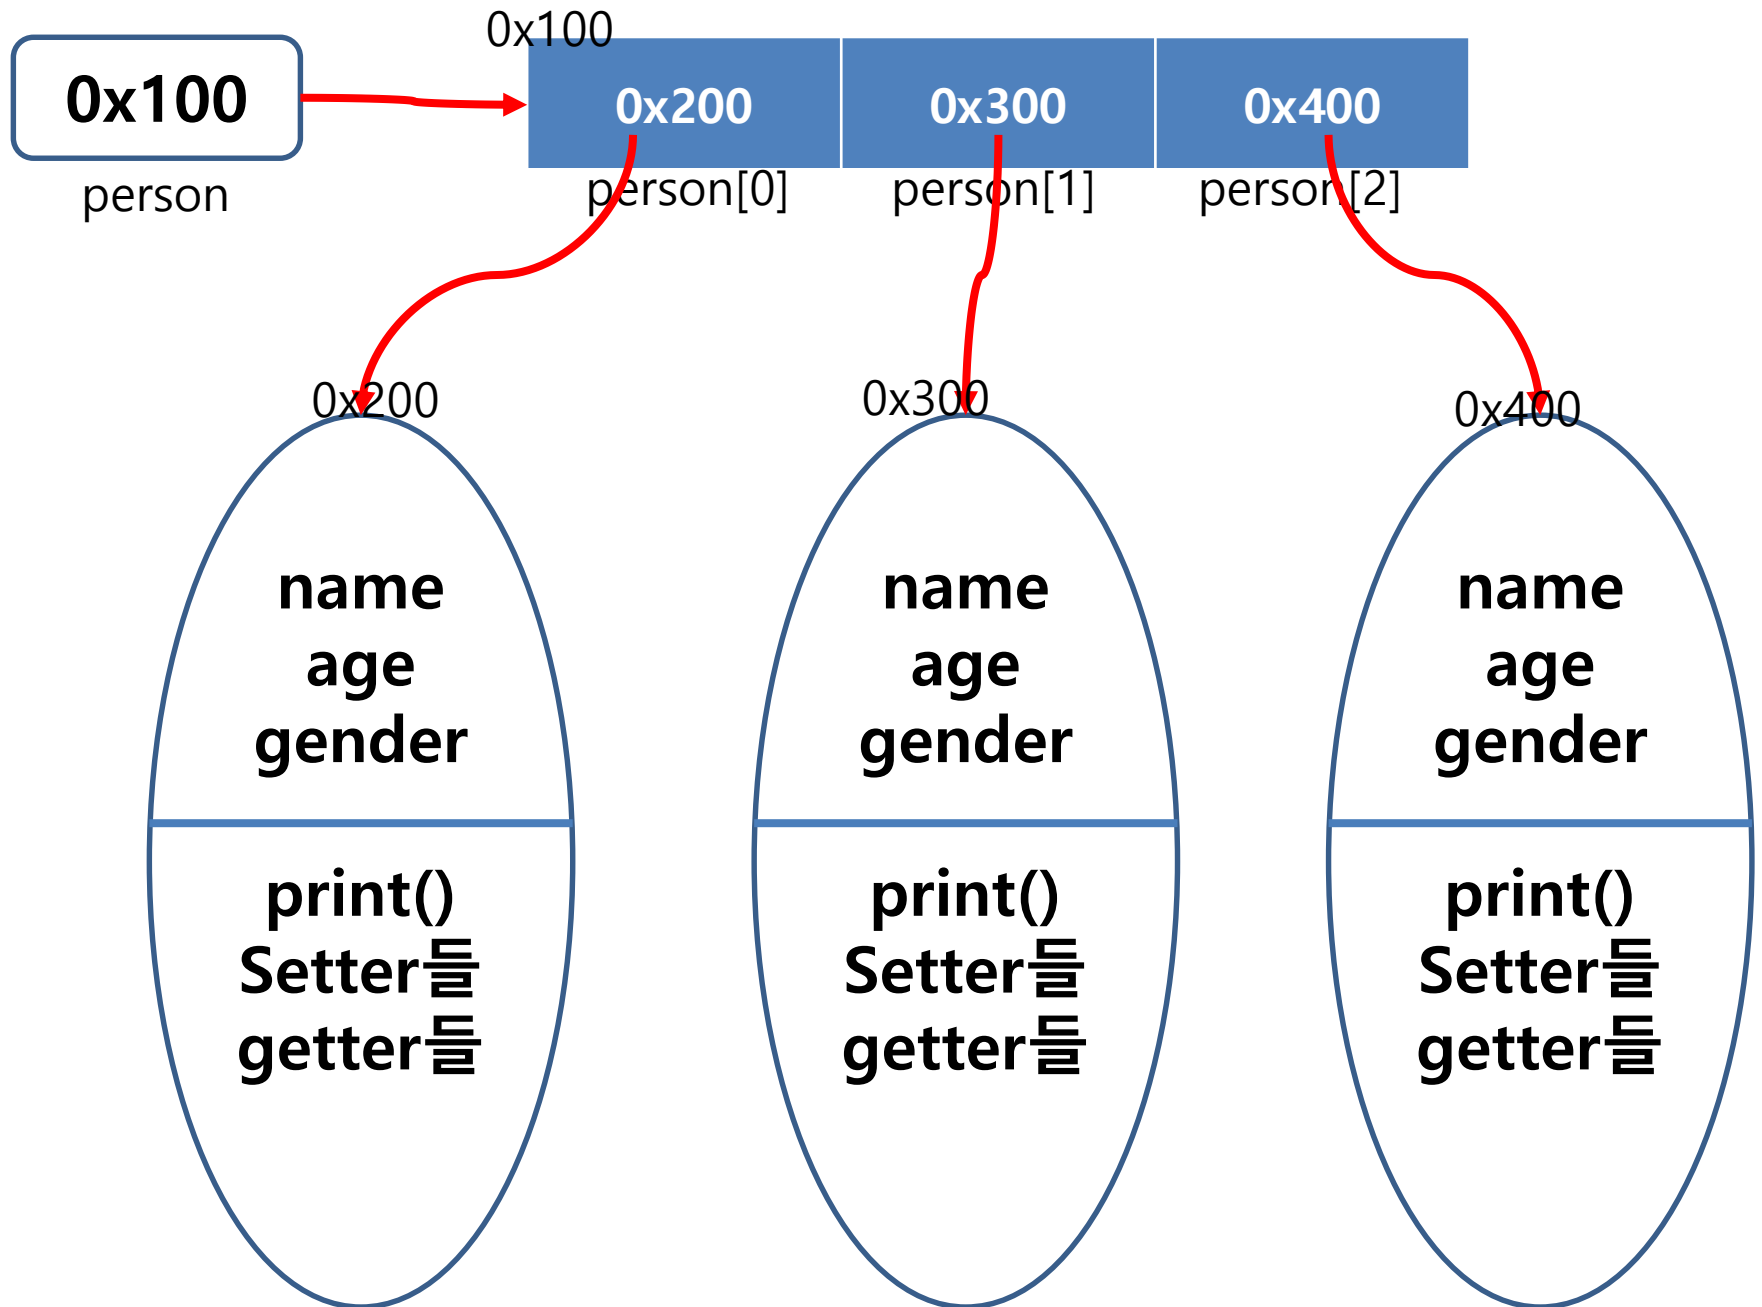 0x100
person
0x100
0x200
0x300
0x400
person[0]
person[1]
person[2]
0x200
name
age
gender
print()
Setter들
getter들
0x300
name
age
gender
print()
Setter들
getter들
0x400
name
age
gender
print()
Setter들
getter들